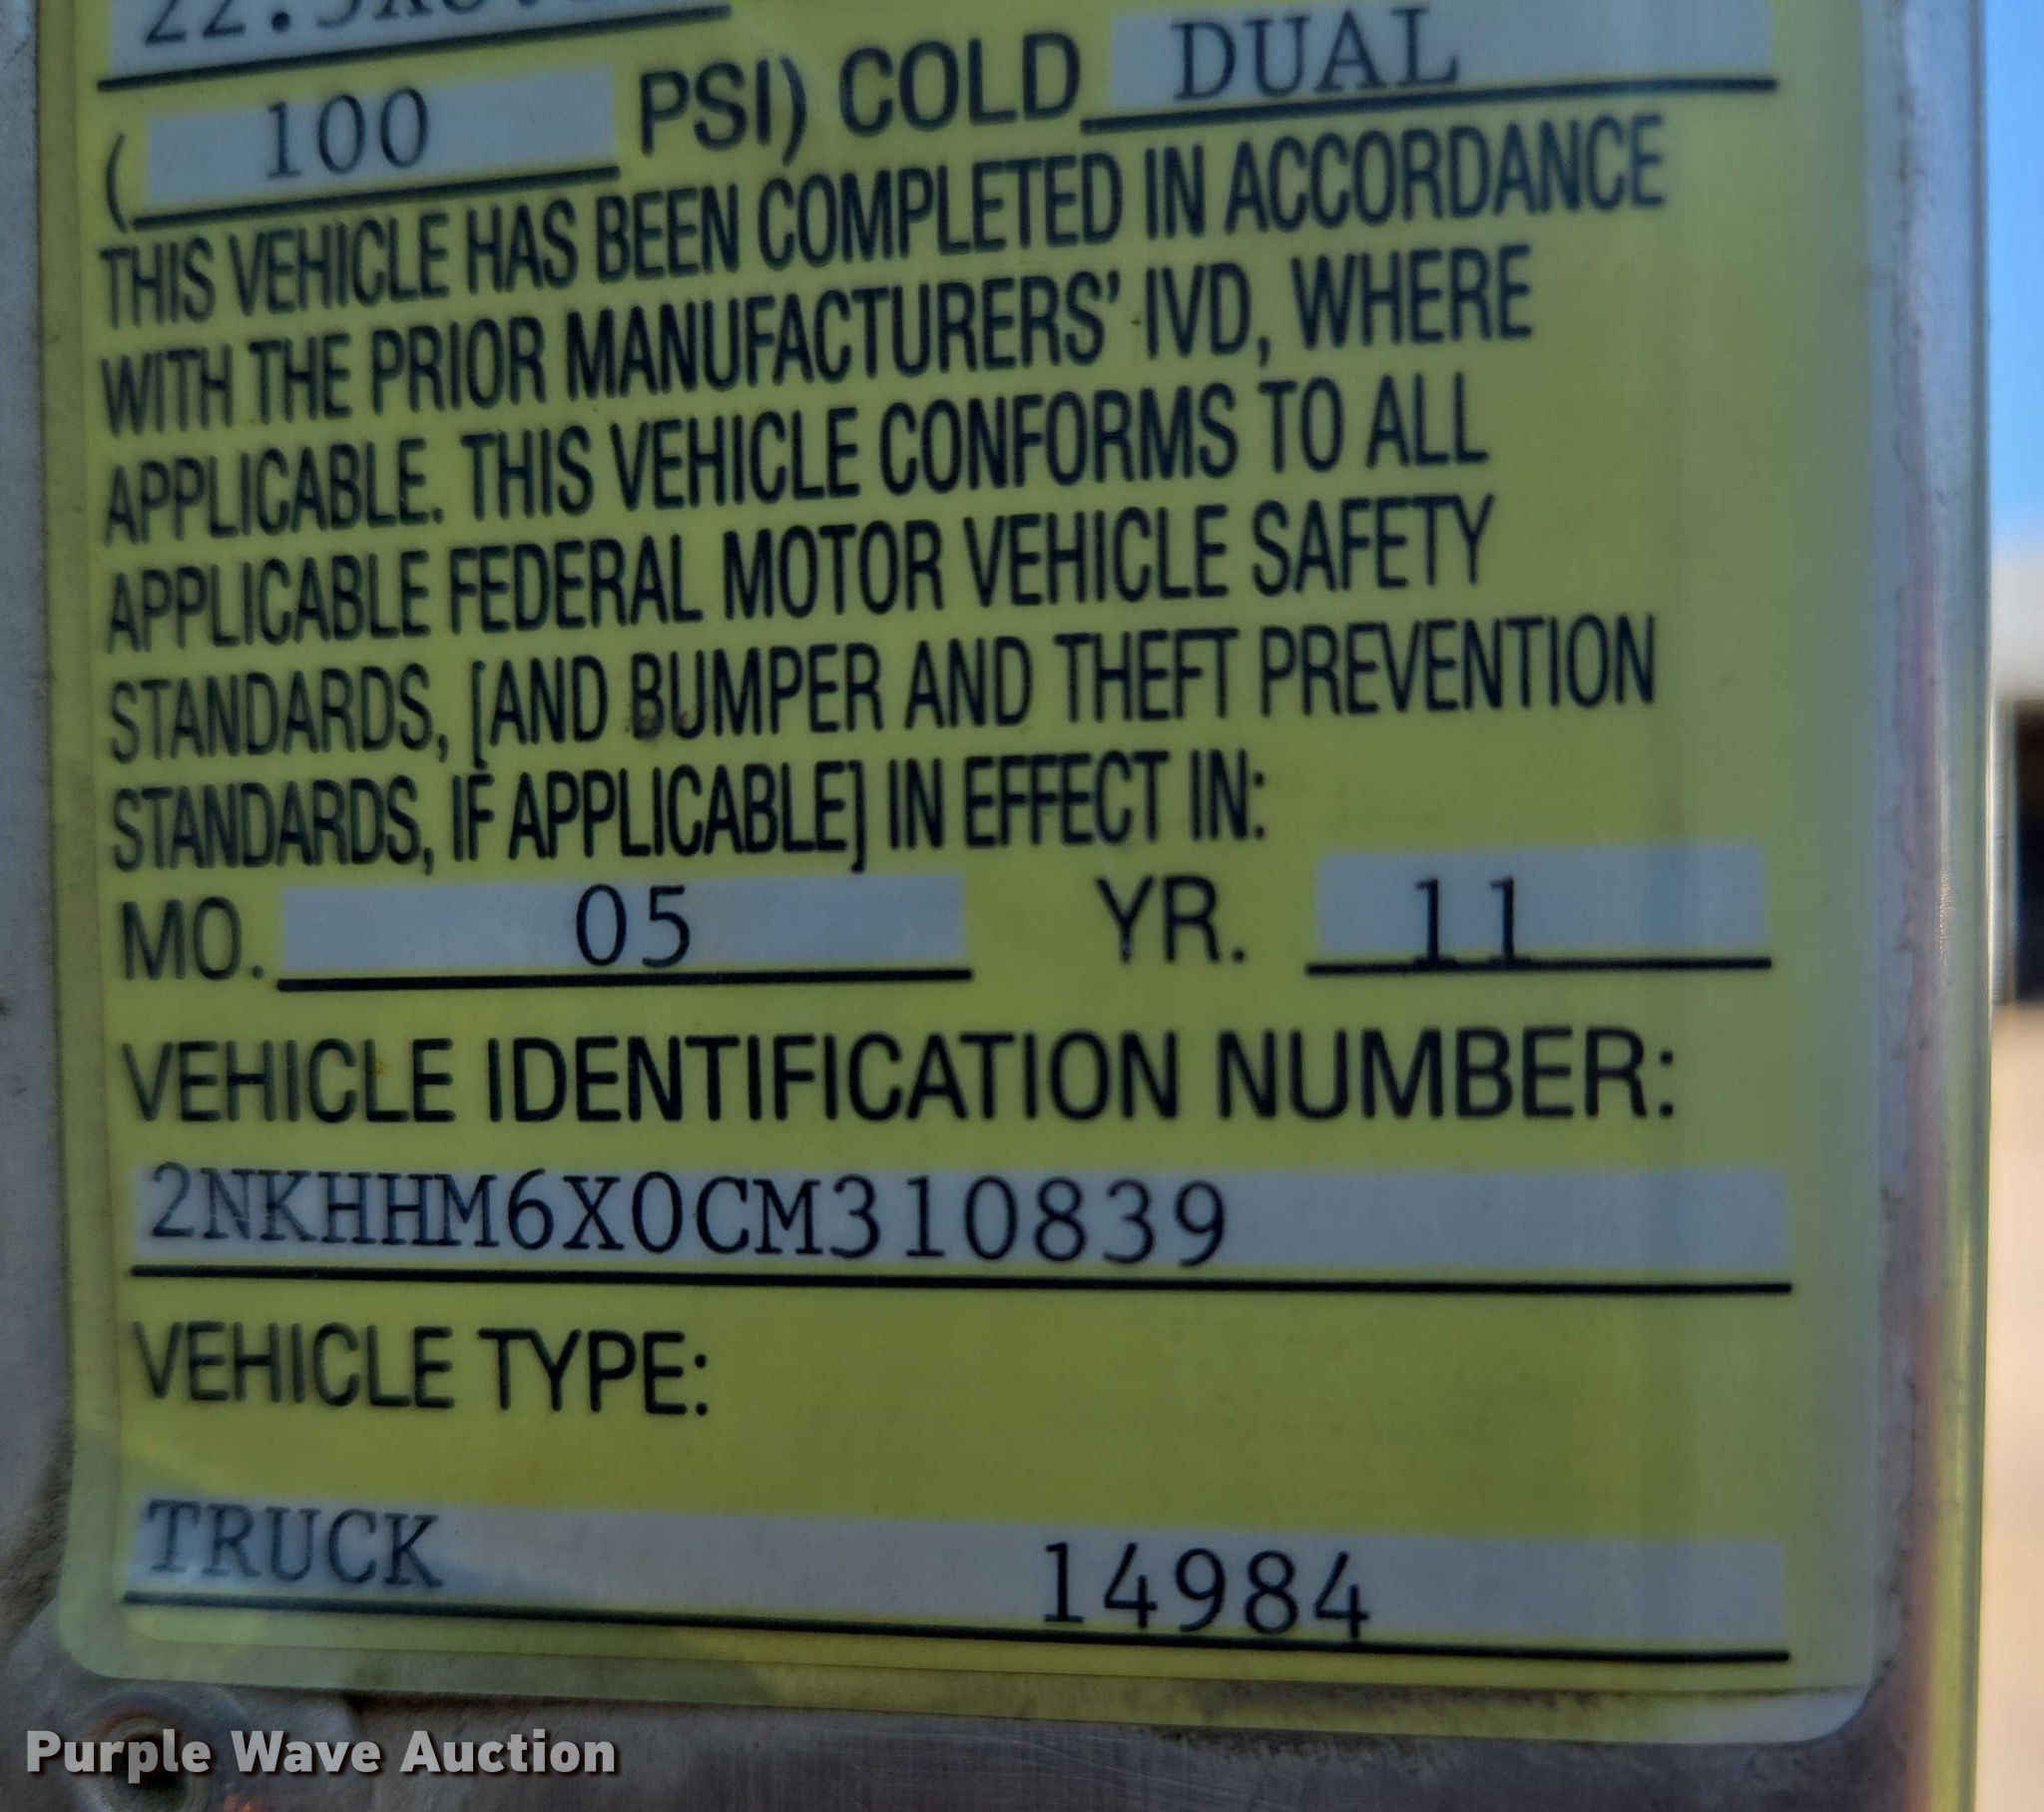 ( 100 PSI) COLD DUAL
THIS VEHICLE HAS BEEN COMPLETED IN ACCORDANCE
WITH THE PRIOR MANUFACTURERS' IVD, WHERE
APPLICABLE. THIS VEHICLE CONFORMS TO ALL
APPLICABLE FEDERAL MOTOR VEHICLE SAFETY
STANDARDS, [AND BUMPER AND THEFT PREVENTION
STANDARDS, IF APPLICABLE] IN EFFECT IN:
MO. 05 YR. 11
VEHICLE IDENTIFICATION NUMBER:
2NKHHM6X0CM310839
VEHICLE TYPE:
TRUCK 14984
Purple Wave Auction